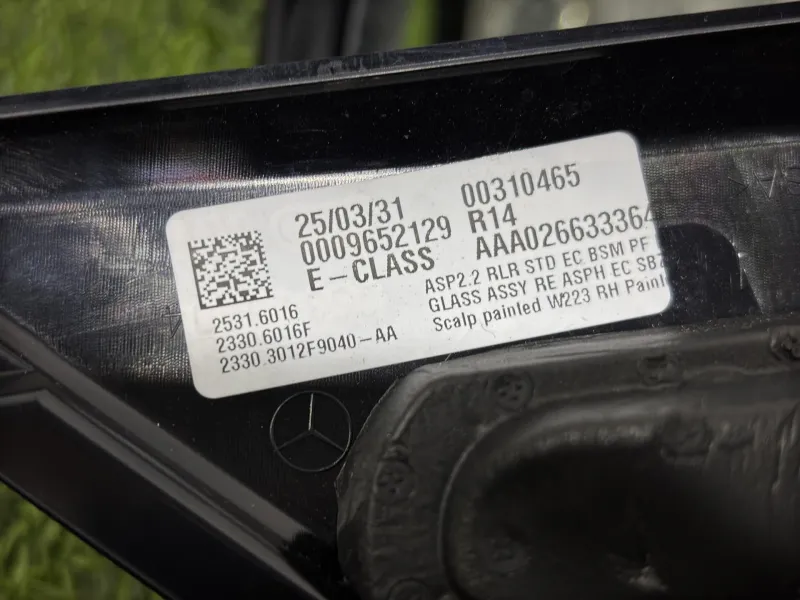 25/03/31 00310465
0009652129 R14
E-CLASS AAA026633364
ASP2.2 RLR STD EC BSM PF
GLASS ASSY RE ASPH EC SB
Scalp painted W223 RH Paint
2531.6016
2330.6016F
2330.3012F9040-AA